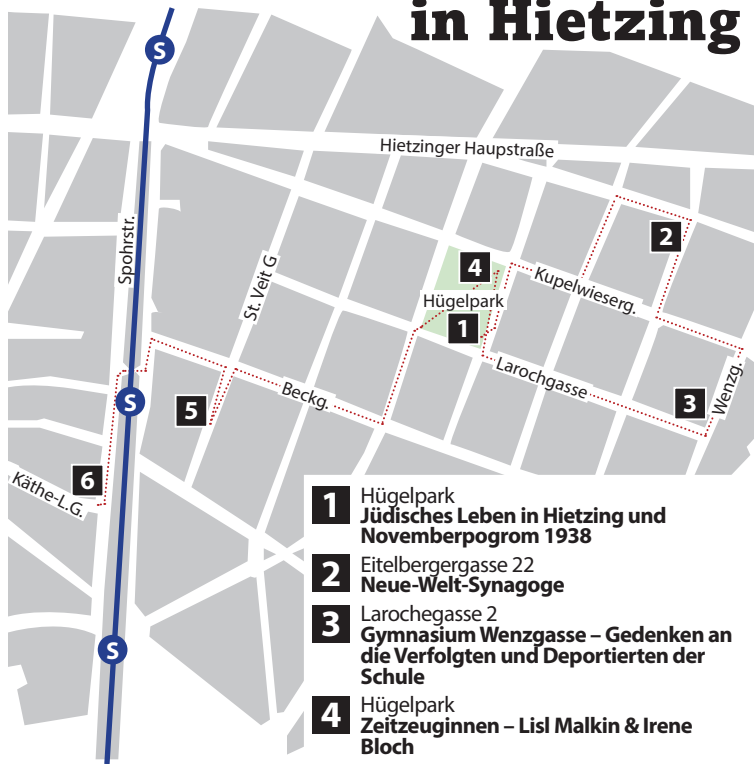 in Hietzing
S
Hietzinger Haupstraße
2
Spohrstr.
St. Veit G
4
Kupelwieserg.
Hügelpark
1
Larochgasse
Wenzg.
5
Beckg.
3
S
6
Käthe-L.G.
S
1 Hügelpark
Jüdisches Leben in Hietzing und
Novemberpogrom 1938
2 Eitelbergergasse 22
Neue-Welt-Synagoge
3 Larochegasse 2
Gymnasium Wenzgasse – Gedenken an
die Verfolgten und Deportierten der
Schule
4 Hügelpark
Zeitzeuginnen – Lisl Malkin & Irene
Bloch